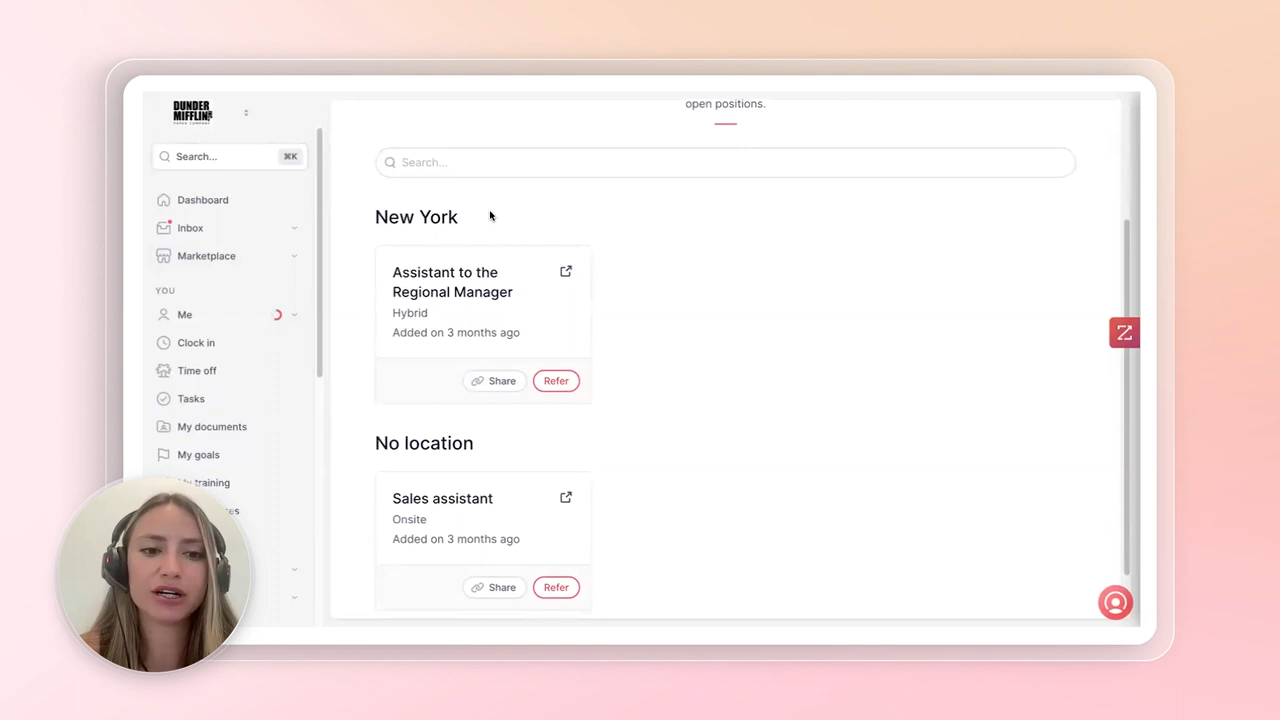 DUNDER
MIFFLIN
open positions.
Search...
⌘K
Search...
Dashboard
Inbox
Marketplace
YOU
Me
Clock in
Time off
Tasks
My documents
My goals
training
New York
Assistant to the
Regional Manager
Hybrid
Added on 3 months ago
Share
Refer
No location
Sales assistant
Onsite
Added on 3 months ago
Share
Refer